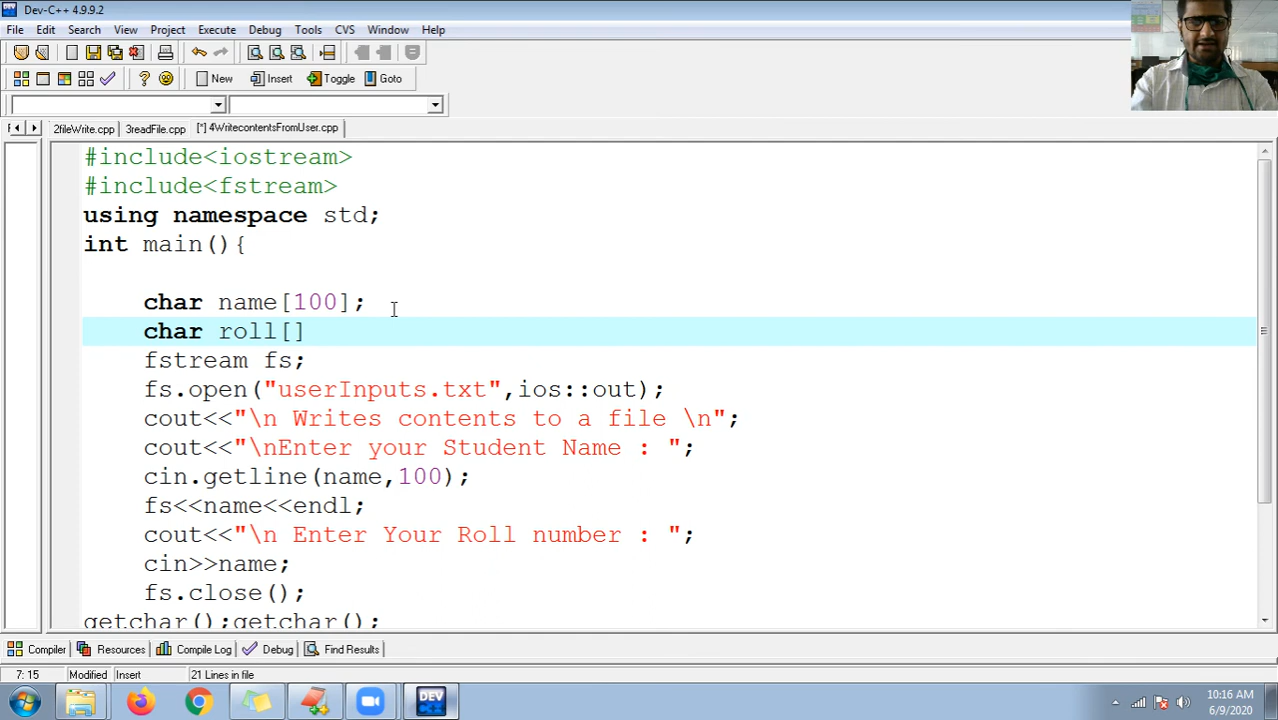 Dev-C++ 4.9.9.2
File Edit Search View Project Execute Debug Tools CVS Window Help
New Insert Toggle Goto
2fileWrite.cpp 3readFile.cpp [*] 4WritecontentsFromUser.cpp
#include<iostream>
#include<fstream>
using namespace std;
int main(){
char name[100];
char roll[]
fstream fs;
fs.open("userInputs.txt",ios::out);
cout<<"\n Writes contents to a file \n";
cout<<"\nEnter your Student Name : ";
cin.getline(name,100);
fs<<name<<endl;
cout<<"\n Enter Your Roll number : ";
cin>>name;
fs.close();
getchar();getchar();
Compiler Resources Compile Log Debug Find Results
7: 15 Modified Insert 21 Lines in file
DEV C++
10:16 AM
6/9/2020